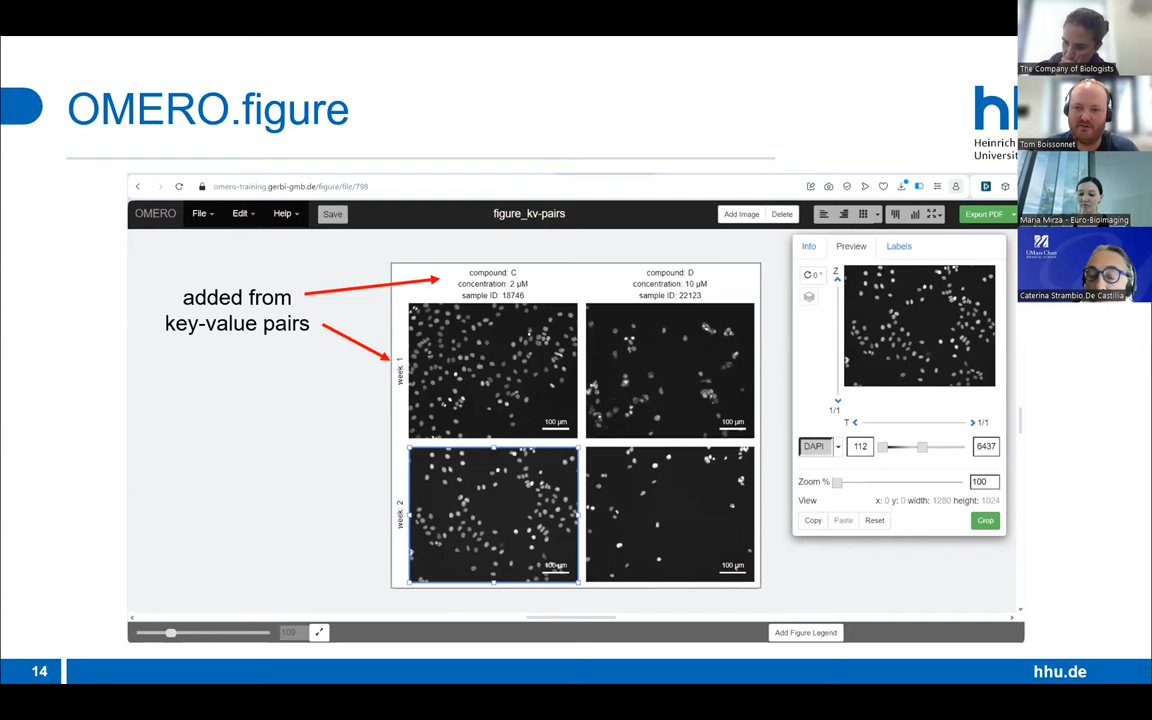 OMERO.figure
hhu
Heinrich
Universit
The Company of Biologists
Tom Boissonnet
Maria Mirza - Euro-BioImaging
UMass Chan
Caterina Strambio De Castillia
omero-training.gerbi-gmb.de/figure/file/798
OMERO File Edit Help Save figure_kv-pairs Add Image Delete Export PDF
added from
key-value pairs
compound: C
concentration: 2 µM
sample ID: 18746
compound: D
concentration: 10 µM
sample ID: 22123
week: 1
100 µm
100 µm
week: 2
100 µm
100 µm
Info Preview Labels
0°
Z
1/1
T 1/1
DAPI 112 6437
Zoom % 100
View x: 0 y: 0 width: 1280 height: 1024
Copy Paste Reset Crop
109
Add Figure Legend
14
hhu.de